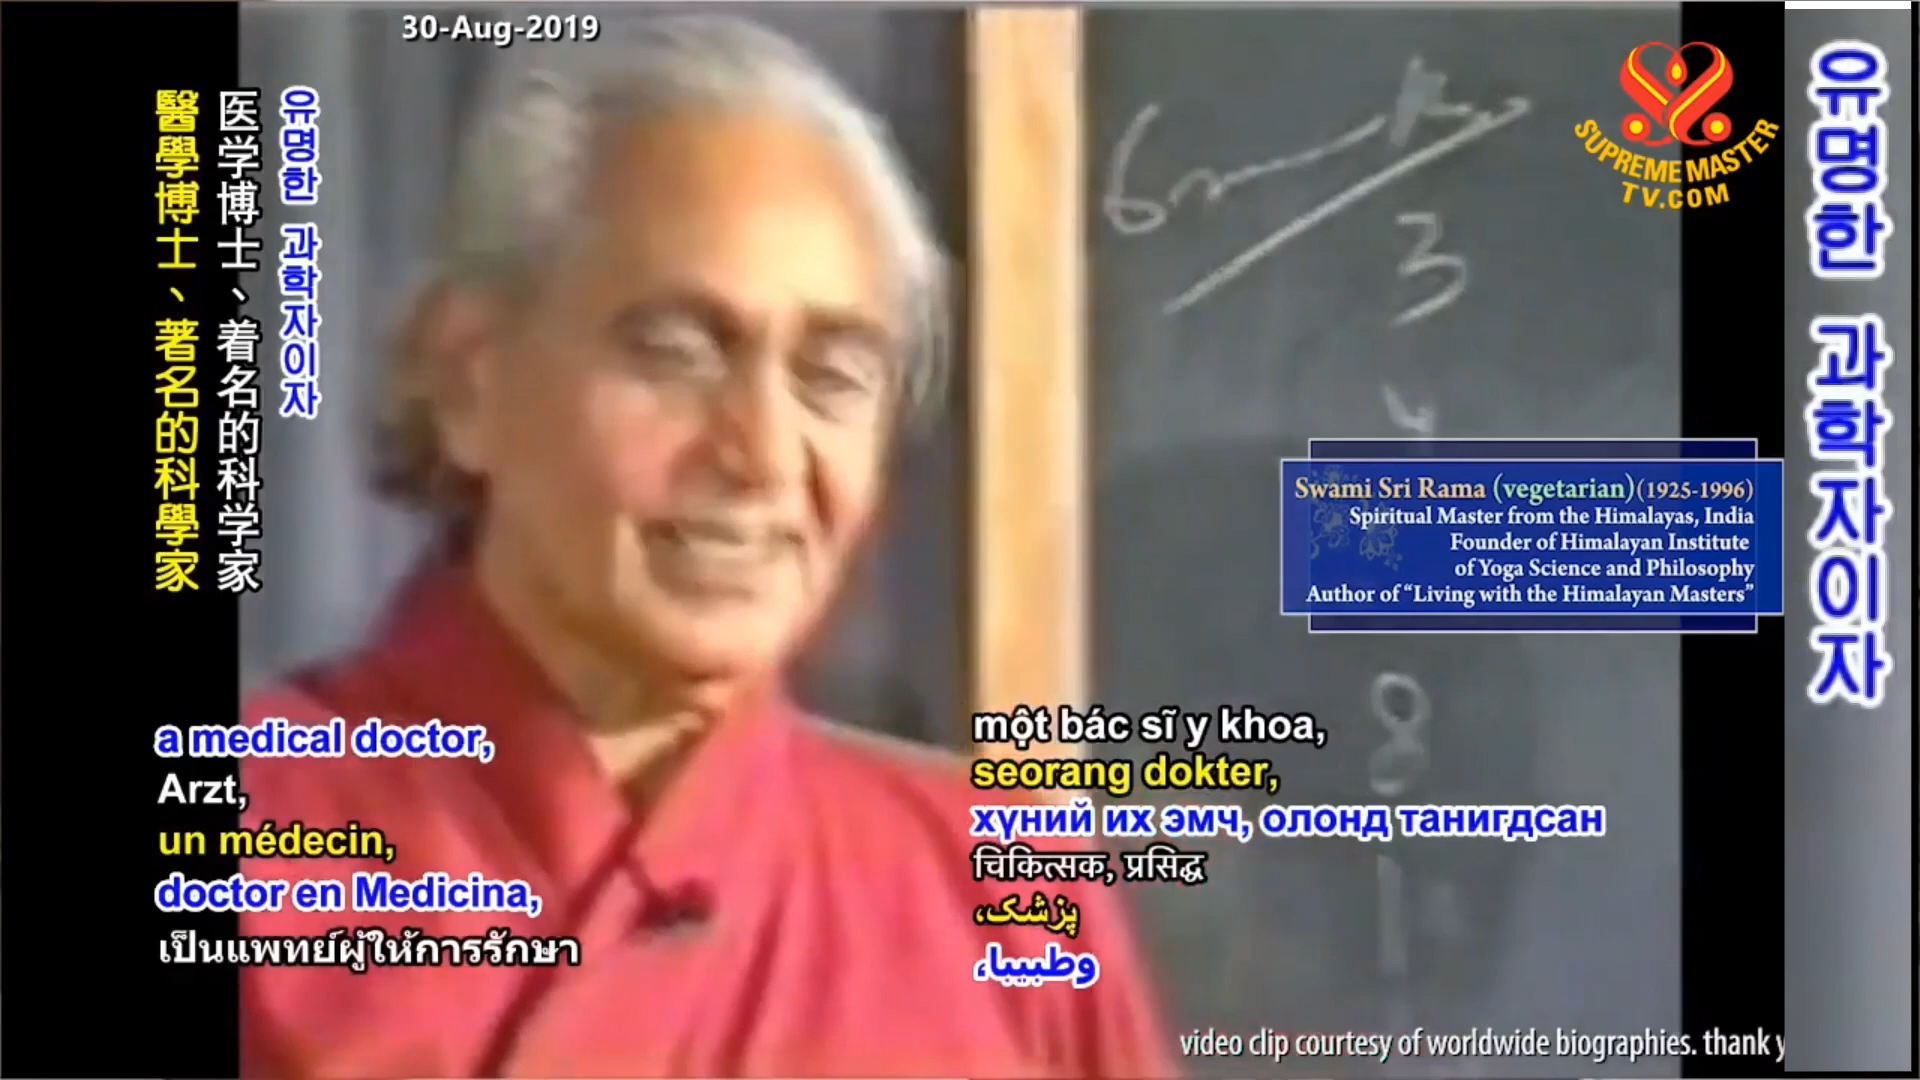 30-Aug-2019
유명한 과학자이자
医学博士、着名的科学家
醫學博士、著名的科學家
유명한 과학자이자
SUPREME MASTER
TV.COM
3
Swami Sri Rama (vegetarian)(1925-1996)
Spiritual Master from the Himalayas, India
Founder of Himalayan Institute
of Yoga Science and Philosophy
Author of “Living with the Himalayan Masters”
8
a medical doctor,
Arzt,
un médecin,
doctor en Medicina,
เป็นแพทย์ผู้ให้การรักษา
một bác sĩ y khoa,
seorang dokter,
хүний их эмч, олонд танигдсан
चिकित्सक, प्रसिद्ध
پزشک،
وطبيبا،
video clip courtesy of worldwide biographies. thank y